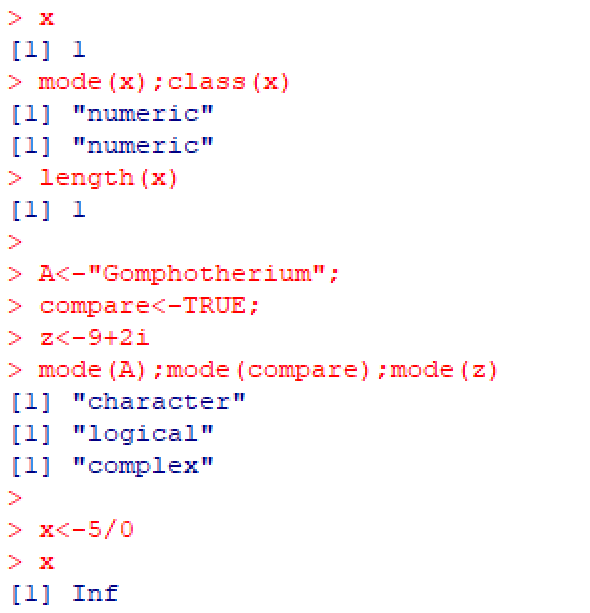 > x
[1] 1
> mode(x);class(x)
[1] "numeric"
[1] "numeric"
> length(x)
[1] 1
>
> A<-"Gomphotherium";
> compare<-TRUE;
> z<-9+2i
> mode(A);mode(compare);mode(z)
[1] "character"
[1] "logical"
[1] "complex"
>
> x<-5/0
> x
[1] Inf